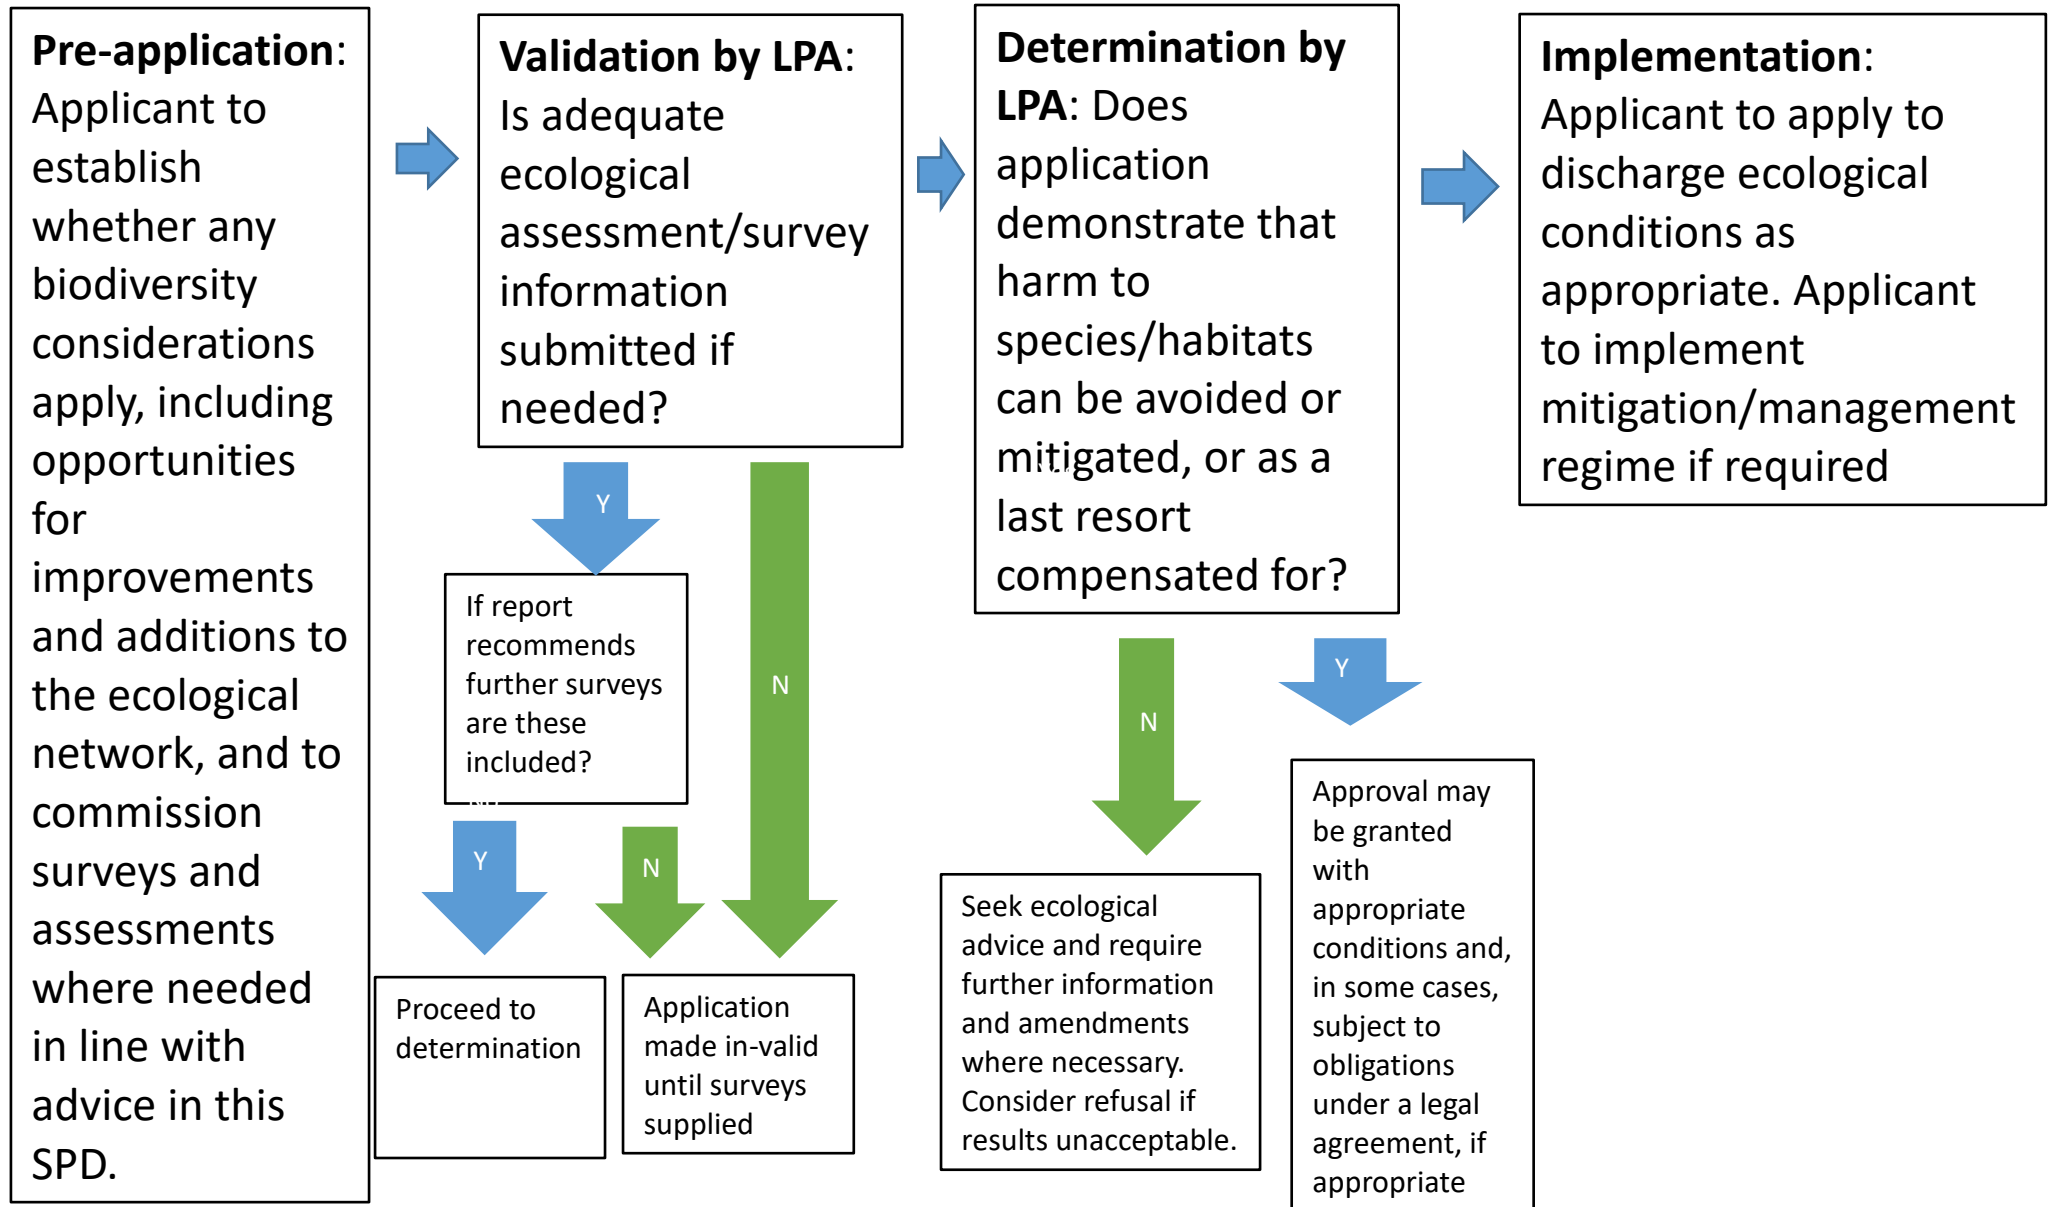 Pre-application:
Applicant to
establish
whether any
biodiversity
considerations
apply, including
opportunities
for
improvements
and additions to
the ecological
network, and to
commission
surveys and
assessments
where needed
in line with
advice in this
SPD.
Validation by LPA:
Is adequate
ecological
assessment/survey
information
submitted if
needed?
Y
N
If report
recommends
further surveys
are these
included?
Y
N
Proceed to
determination
Application
made in-valid
until surveys
supplied
Determination by
LPA: Does
application
demonstrate that
harm to
species/habitats
can be avoided or
mitigated, or as a
last resort
compensated for?
N
Y
Seek ecological
advice and require
further information
and amendments
where necessary.
Consider refusal if
results unacceptable.
Approval may
be granted
with
appropriate
conditions and,
in some cases,
subject to
obligations
under a legal
agreement, if
appropriate
Implementation:
Applicant to apply to
discharge ecological
conditions as
appropriate. Applicant
to implement
mitigation/management
regime if required